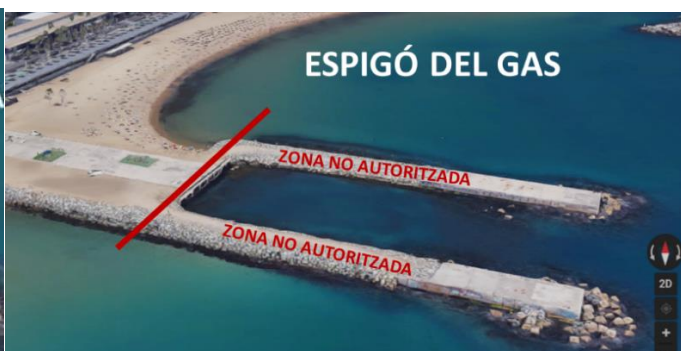 ESPIGÓ DEL GAS
ZONA NO AUTORITZADA
ZONA NO AUTORITZADA
2D
+